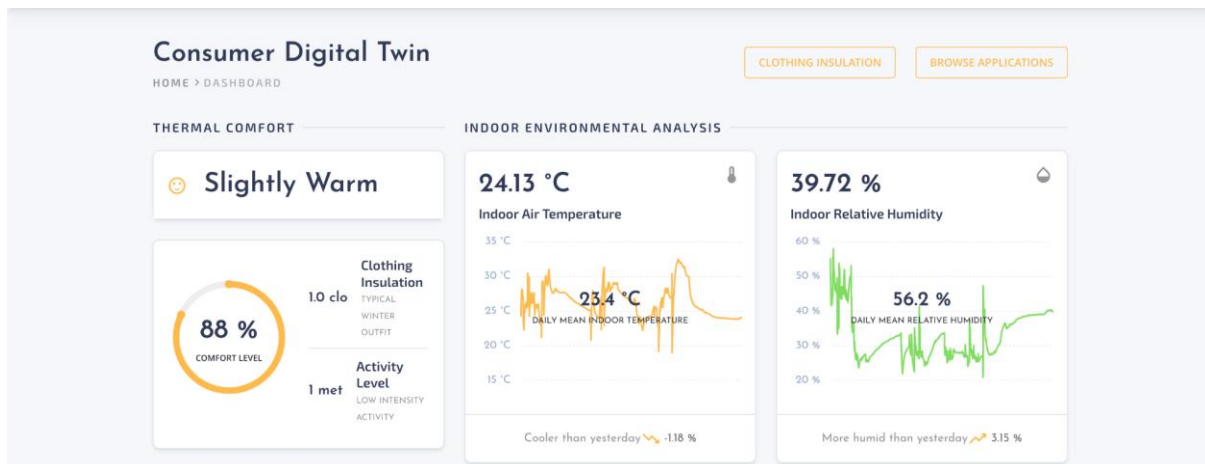 Consumer Digital Twin
HOME > DASHBOARD
CLOTHING INSULATION
BROWSE APPLICATIONS
THERMAL COMFORT
Slightly Warm
88 %
COMFORT LEVEL
1.0 clo
Clothing
Insulation
TYPICAL
WINTER
OUTFIT
1 met
Activity
Level
LOW INTENSITY
ACTIVITY
INDOOR ENVIRONMENTAL ANALYSIS
24.13 °C
Indoor Air Temperature
35 °C
30 °C
25 °C
20 °C
15 °C
23.4 °C
DAILY MEAN INDOOR TEMPERATURE
Cooler than yesterday -1.18 %
39.72 %
Indoor Relative Humidity
60 %
50 %
40 %
30 %
20 %
56.2 %
DAILY MEAN RELATIVE HUMIDITY
More humid than yesterday 3.15 %